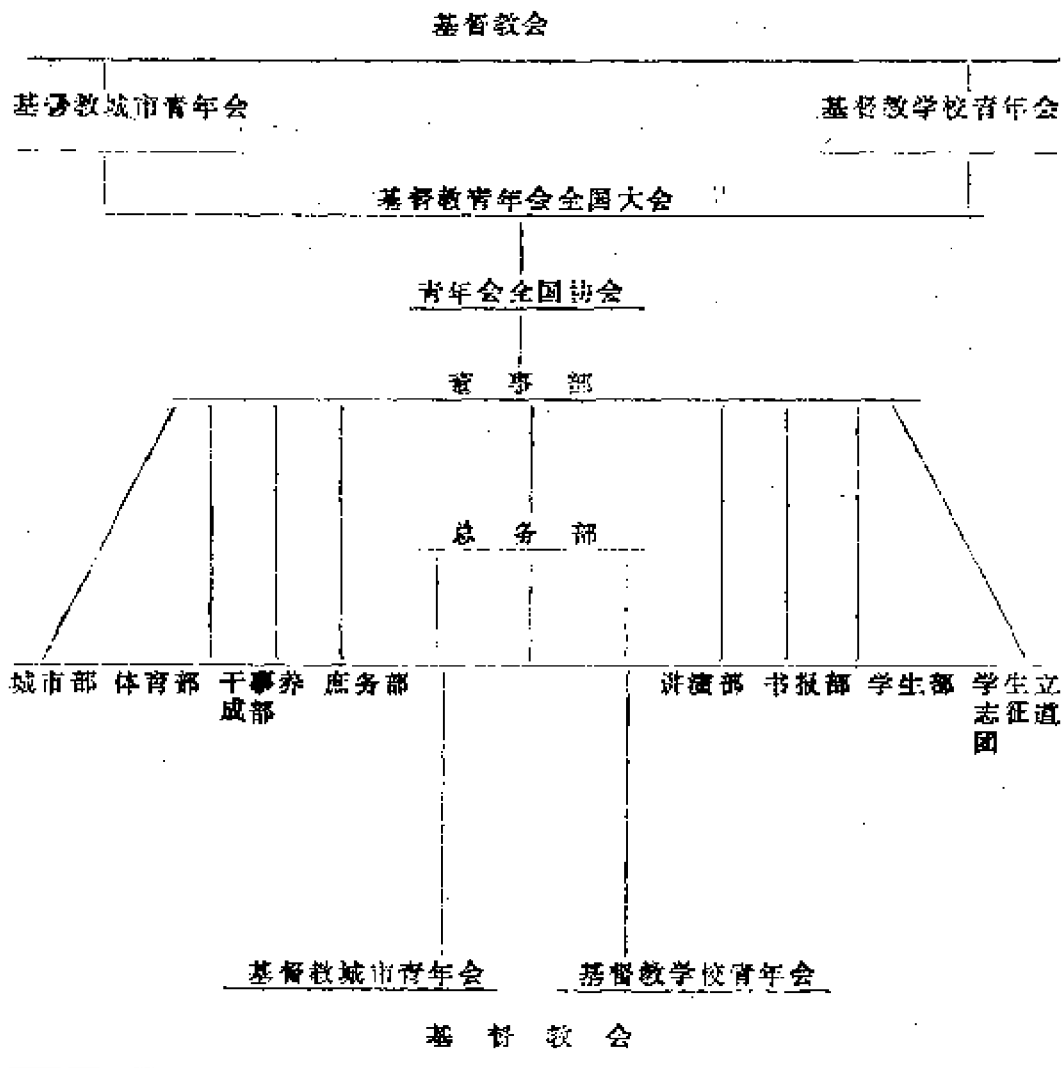 基督教会
基督教城市青年会
基督教学校青年会
基督教青年会全国大会
青年会全国协会
董事部
总务部
城市部 体育部 干事养 庶务部 讲演部 书报部 学生部 学生立
成部 志征道
团
基督教城市青年会 基督教学校青年会
基督教会